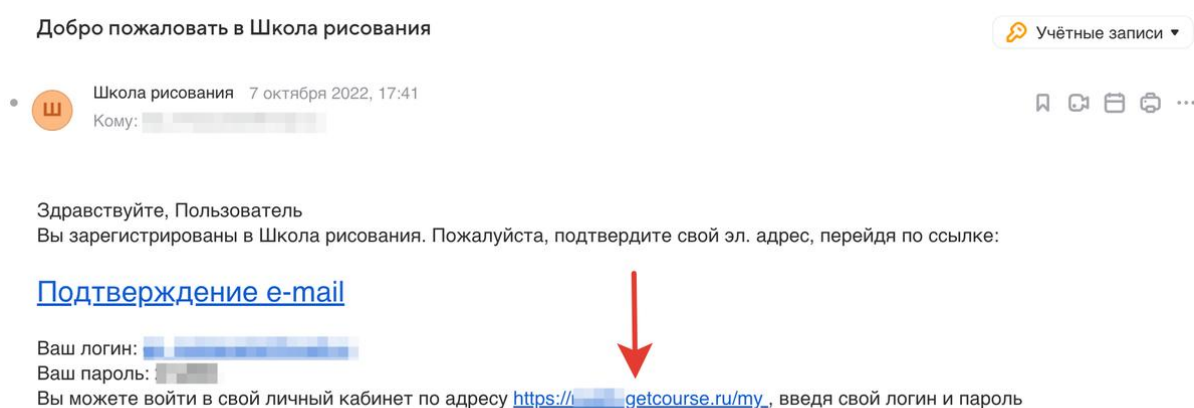 Добро пожаловать в Школа рисования
Учётные записи
Школа рисования 7 октября 2022, 17:41
Ш
Кому:
Здравствуйте, Пользователь
Вы зарегистрированы в Школа рисования. Пожалуйста, подтвердите свой эл. адрес, перейдя по ссылке:
Подтверждение e-mail
Ваш логин:
Ваш пароль:
Вы можете войти в свой личный кабинет по адресу https:// getcourse.ru/my , введя свой логин и пароль